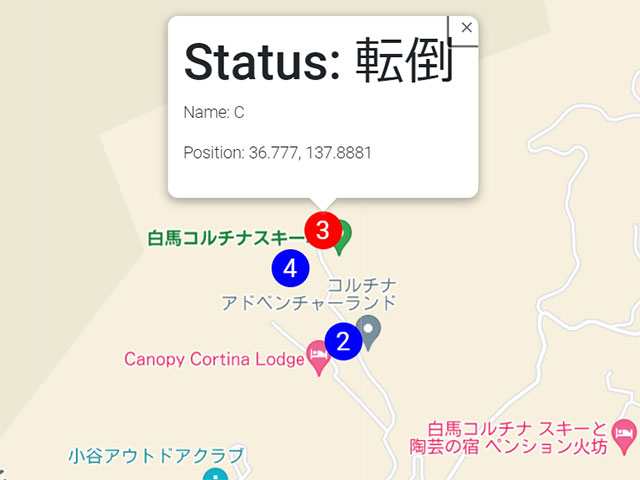 ×
Status: 転倒
Name: C
Position: 36.777, 137.8881
3
白馬コルチナスキー
4
コルチナ
アドベンチャーランド
2
Canopy Cortina Lodge
白馬コルチナ スキーと
陶芸の宿 ペンション火坊
小谷アウトドアクラブ